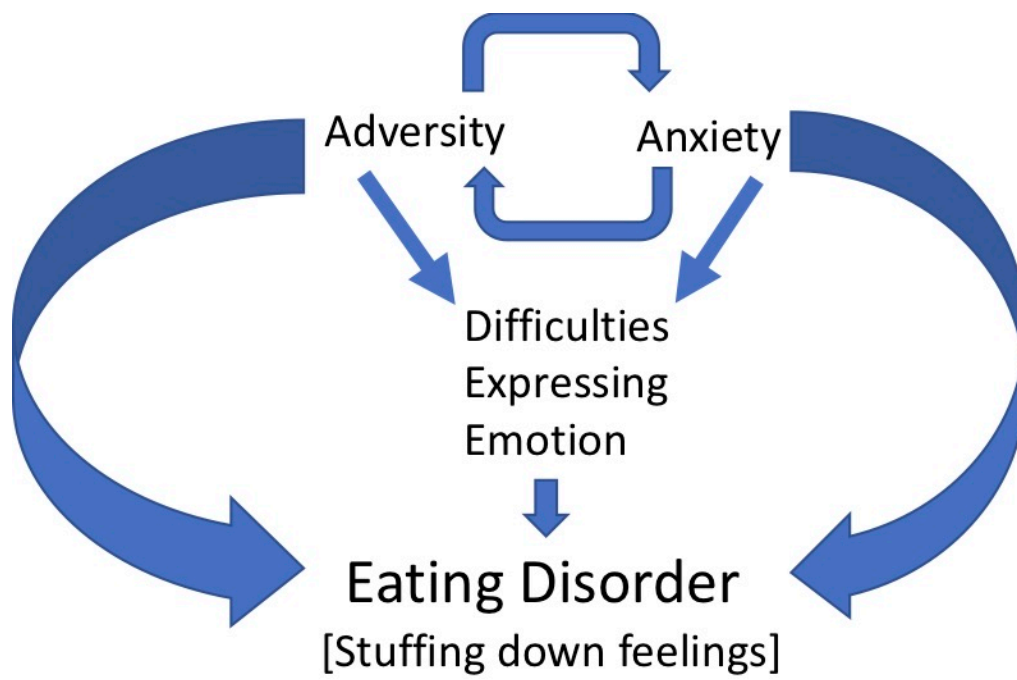 Adversity
Anxiety
Difficulties
Expressing
Emotion
Eating Disorder
[Stuffing down feelings]